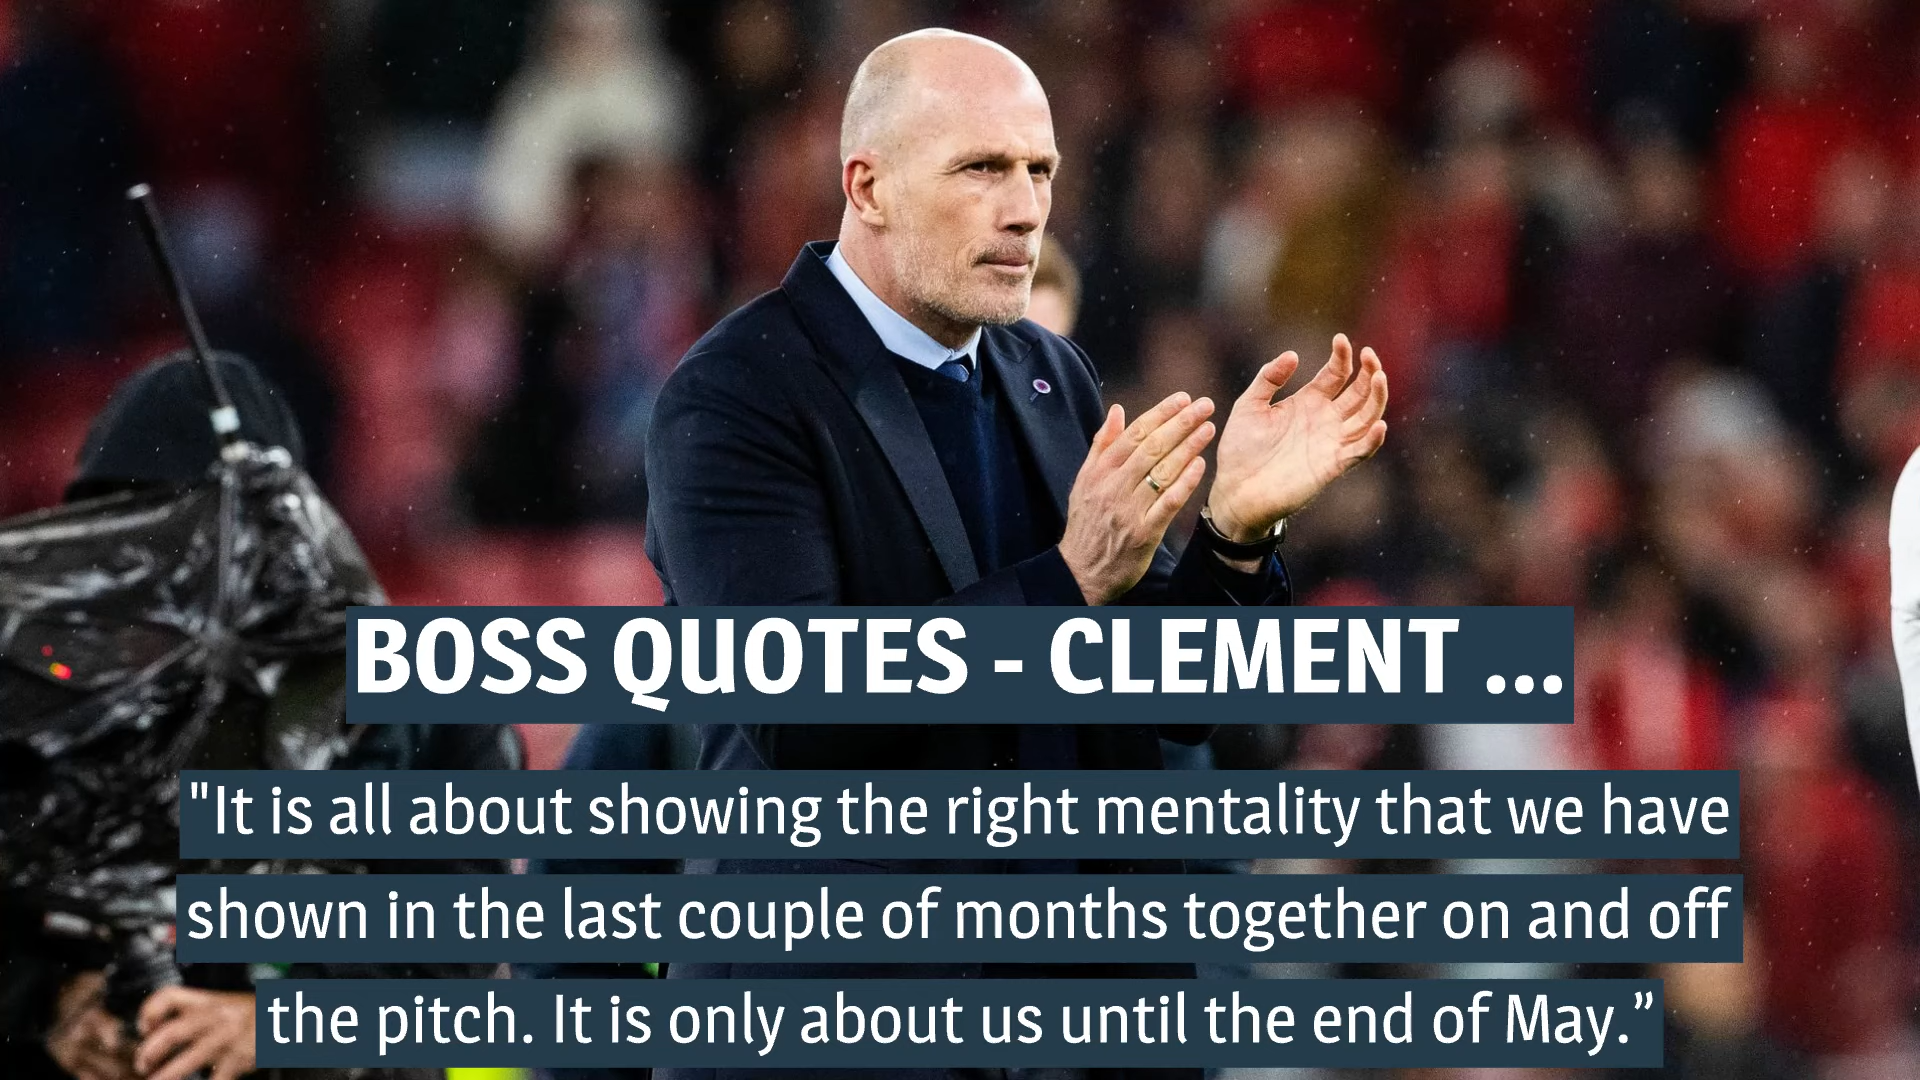 BOSS QUOTES - CLEMENT ...
"It is all about showing the right mentality that we have
shown in the last couple of months together on and off
the pitch. It is only about us until the end of May.”